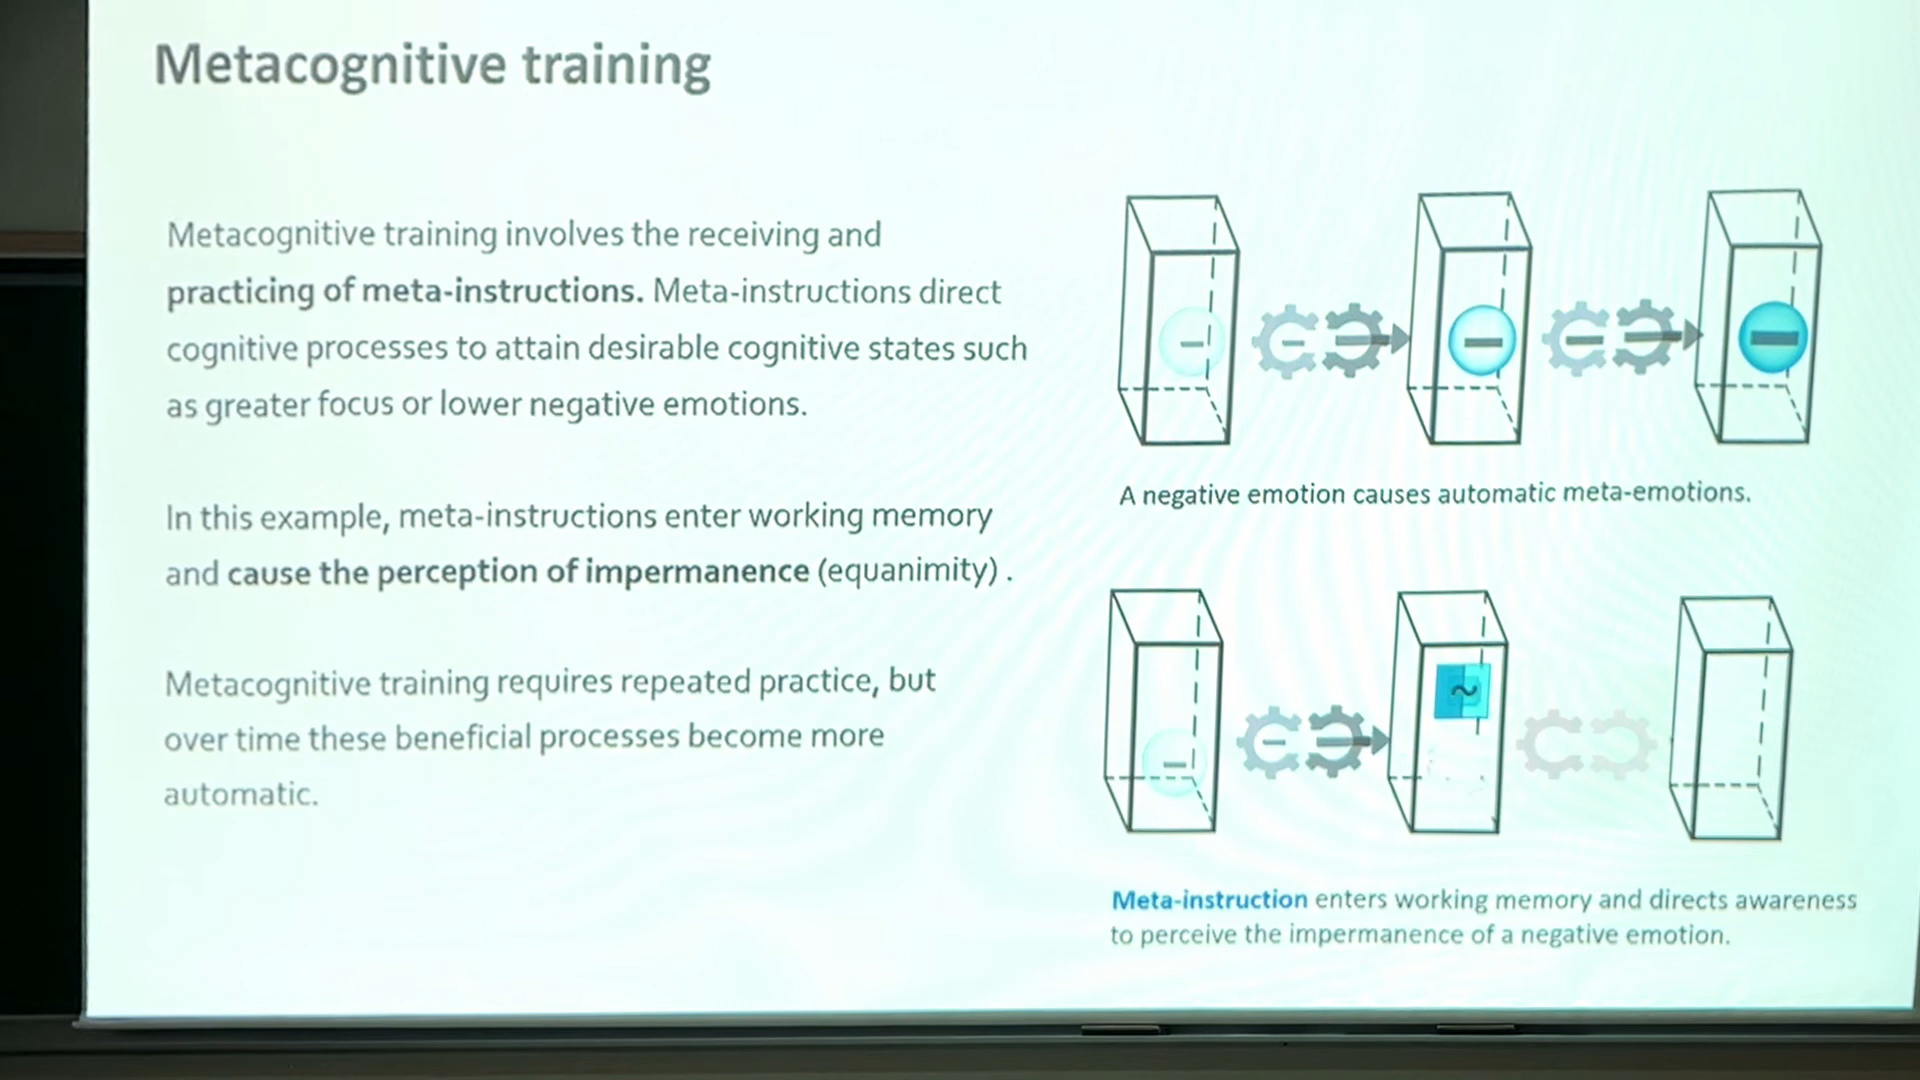 Metacognitive training
Metacognitive training involves the receiving and
practicing of meta-instructions. Meta-instructions direct
cognitive processes to attain desirable cognitive states such
as greater focus or lower negative emotions.
In this example, meta-instructions enter working memory
and cause the perception of impermanence (equanimity) .
Metacognitive training requires repeated practice, but
over time these beneficial processes become more
automatic.
A negative emotion causes automatic meta-emotions.
~
Meta-instruction enters working memory and directs awareness
to perceive the impermanence of a negative emotion.